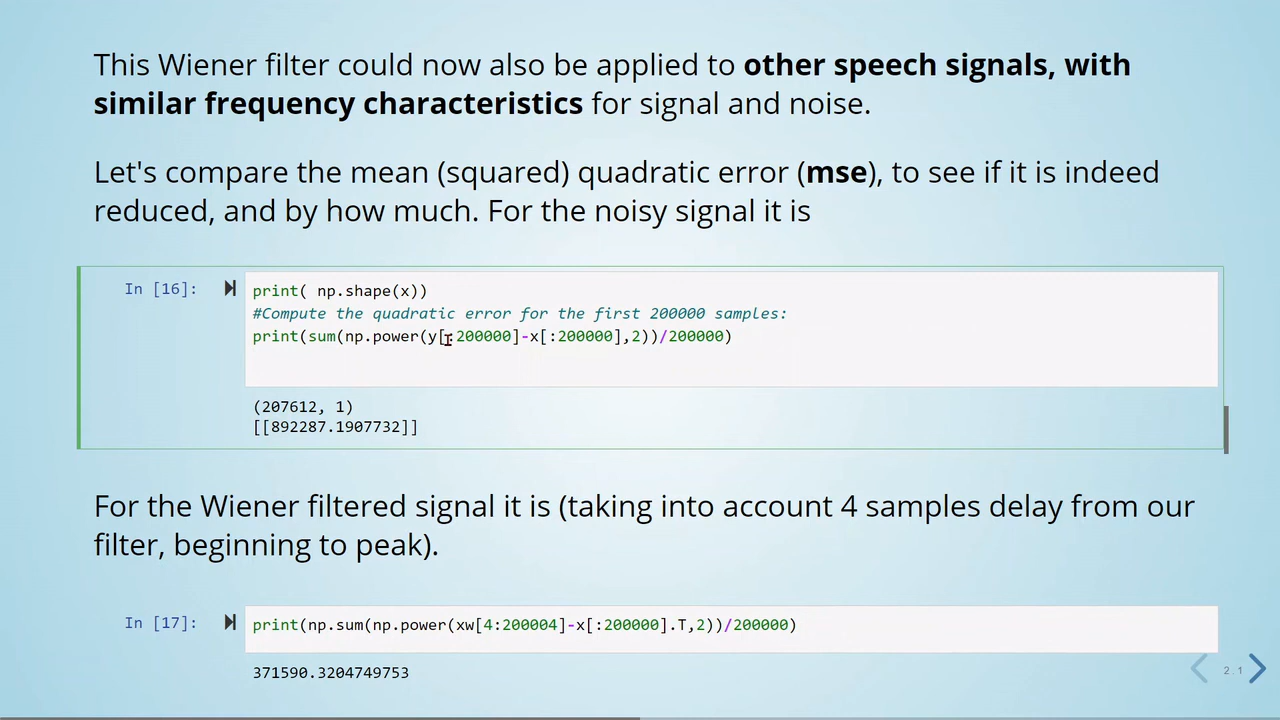 This Wiener filter could now also be applied to other speech signals, with
similar frequency characteristics for signal and noise.
Let's compare the mean (squared) quadratic error (mse), to see if it is indeed
reduced, and by how much. For the noisy signal it is
In [16]:
print( np.shape(x))
#Compute the quadratic error for the first 200000 samples:
print(sum(np.power(y[:200000]-x[:200000],2))/200000)
(207612, 1)
[[892287.1907732]]
For the Wiener filtered signal it is (taking into account 4 samples delay from our
filter, beginning to peak).
In [17]:
print(np.sum(np.power(xw[4:200004]-x[:200000].T,2))/200000)
371590.3204749753
2.1